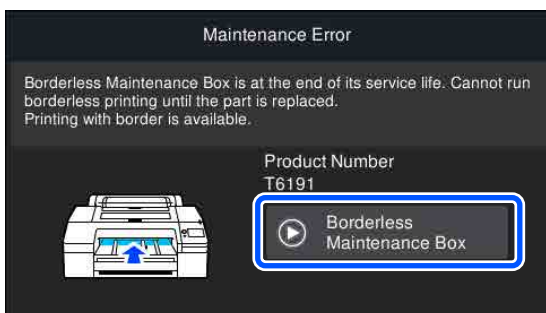 Maintenance Error
Borderless Maintenance Box is at the end of its service life. Cannot run
borderless printing until the part is replaced.
Printing with border is available.
Product Number
T6191
Borderless
Maintenance Box